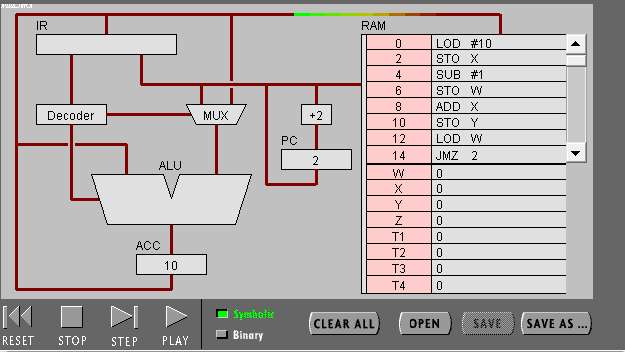 IR
RAM
0 LOD #10
2 STO X
4 SUB #1
6 STO W
8 ADD X
10 STO Y
12 LOD W
14 JMZ 2
Decoder
MUX
+2
PC
2
ALU
W 0
X 0
Y 0
Z 0
T1 0
T2 0
T3 0
T4 0
ACC
10
RESET STOP STEP PLAY
Symbolic
Binary
CLEAR ALL OPEN SAVE SAVE AS ...